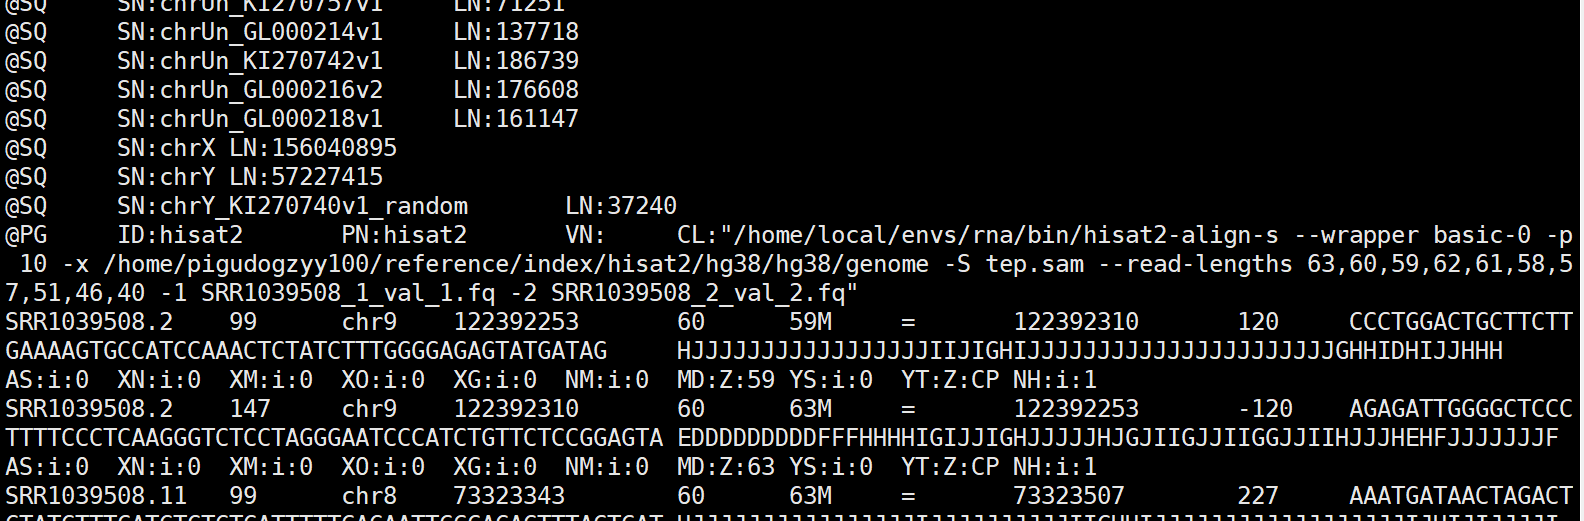 @SQ SN:chrUn_KI270757v1 LN:71251
@SQ SN:chrUn_GL000214v1 LN:137718
@SQ SN:chrUn_KI270742v1 LN:186739
@SQ SN:chrUn_GL000216v2 LN:176608
@SQ SN:chrUn_GL000218v1 LN:161147
@SQ SN:chrX LN:156040895
@SQ SN:chrY LN:57227415
@SQ SN:chrY_KI270740v1_random LN:37240
@PG ID:hisat2 PN:hisat2 VN: CL:"/home/local/envs/rna/bin/hisat2-align-s --wrapper basic-0 -p
10 -x /home/pigudogzyy100/reference/index/hisat2/hg38/hg38/genome -S tep.sam --read-lengths 63,60,59,62,61,58,5
7,51,46,40 -1 SRR1039508_1_val_1.fq -2 SRR1039508_2_val_2.fq"
SRR1039508.2 99 chr9 122392253 60 59M = 122392310 120 CCCTGGACTGCTTCTT
GAAAAGTGCCATCCAAACTCTATCTTTGGGGAGAGTATGATAG HJJJJJJJJJJJJJJJJJIIJIGHIJJJJJJJJJJJJJJJJJJJJJJGHHIDHIJJHHH
AS:i:0 XN:i:0 XM:i:0 XO:i:0 XG:i:0 NM:i:0 MD:Z:59 YS:i:0 YT:Z:CP NH:i:1
SRR1039508.2 147 chr9 122392310 60 63M = 122392253 -120 AGAGATTGGGGCTCCC
TTTTCCCTCAAGGGTCTCCTAGGGAATCCCATCTGTTCTCCGGAGTA EDDDDDDDDDFFFHHHHIGIJJIGHJJJJJHJGJIIGJJIIGGJJIIHJJJHEHFJJJJJJJF
AS:i:0 XN:i:0 XM:i:0 XO:i:0 XG:i:0 NM:i:0 MD:Z:63 YS:i:0 YT:Z:CP NH:i:1
SRR1039508.11 99 chr8 73323343 60 63M = 73323507 227 AAATGATAACTAGACT